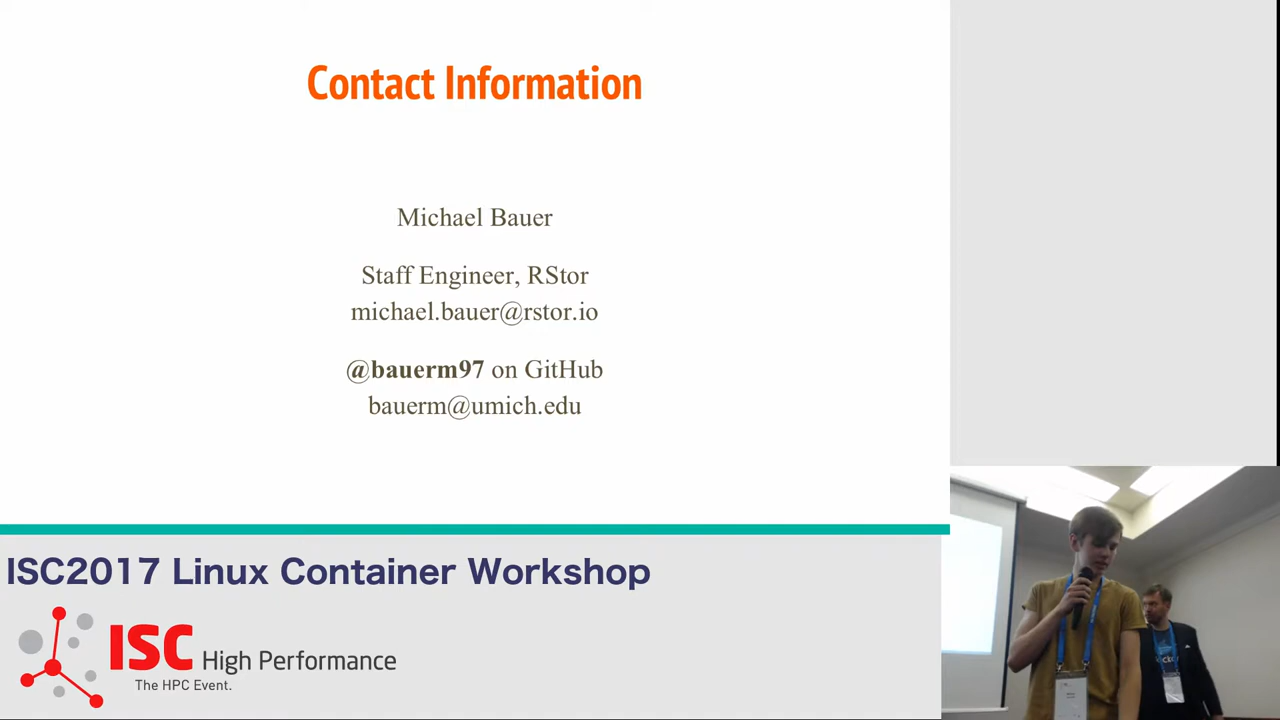 Contact Information
Michael Bauer
Staff Engineer, RStor
michael.bauer@rstor.io
@bauerm97 on GitHub
bauerm@umich.edu
ISC2017 Linux Container Workshop
ISC High Performance
The HPC Event.